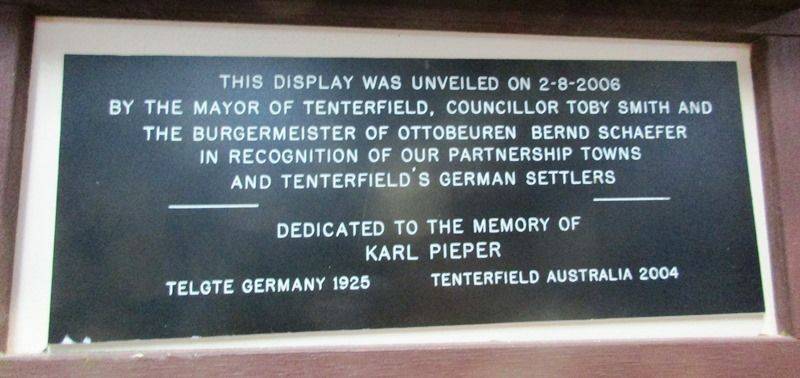 THIS DISPLAY WAS UNVEILED ON 2-8-2006
BY THE MAYOR OF TENTERFIELD, COUNCILLOR TOBY SMITH AND
THE BURGERMEISTER OF OTTOBEUREN BERND SCHAEFER
IN RECOGNITION OF OUR PARTNERSHIP TOWNS
AND TENTERFIELD'S GERMAN SETTLERS
DEDICATED TO THE MEMORY OF
KARL PIEPER
TELGTE GERMANY 1925 TENTERFIELD AUSTRALIA 2004